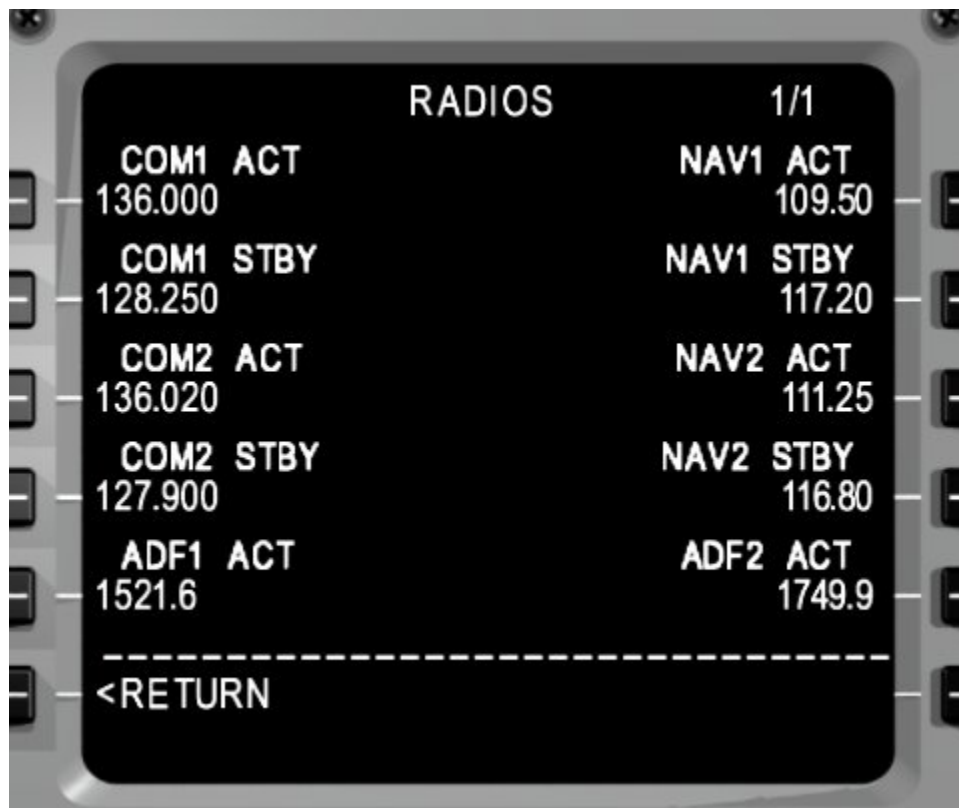 RADIOS 1/1
COM1 ACT NAV1 ACT
136.000 109.50
COM1 STBY NAV1 STBY
128.250 117.20
COM2 ACT NAV2 ACT
136.020 111.25
COM2 STBY NAV2 STBY
127.900 116.80
ADF1 ACT ADF2 ACT
1521.6 1749.9
<RETURN